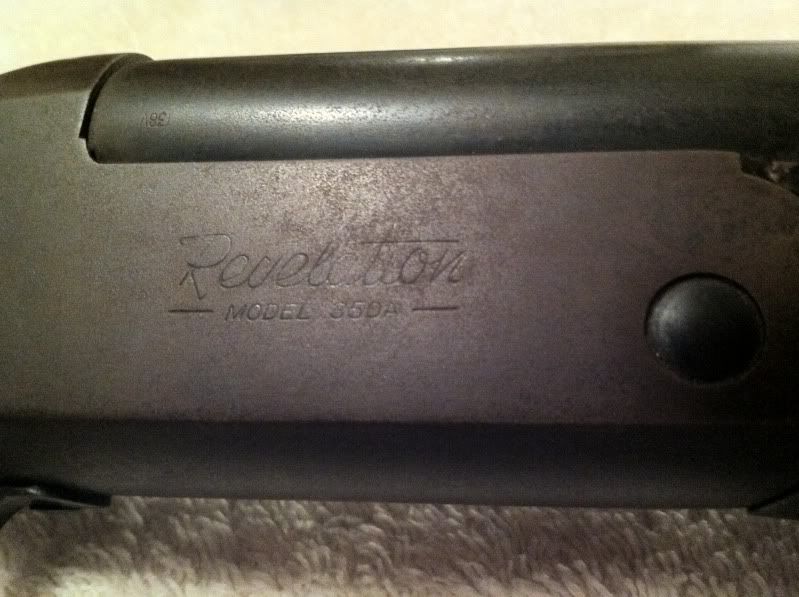 Revelation
— MODEL 350A —